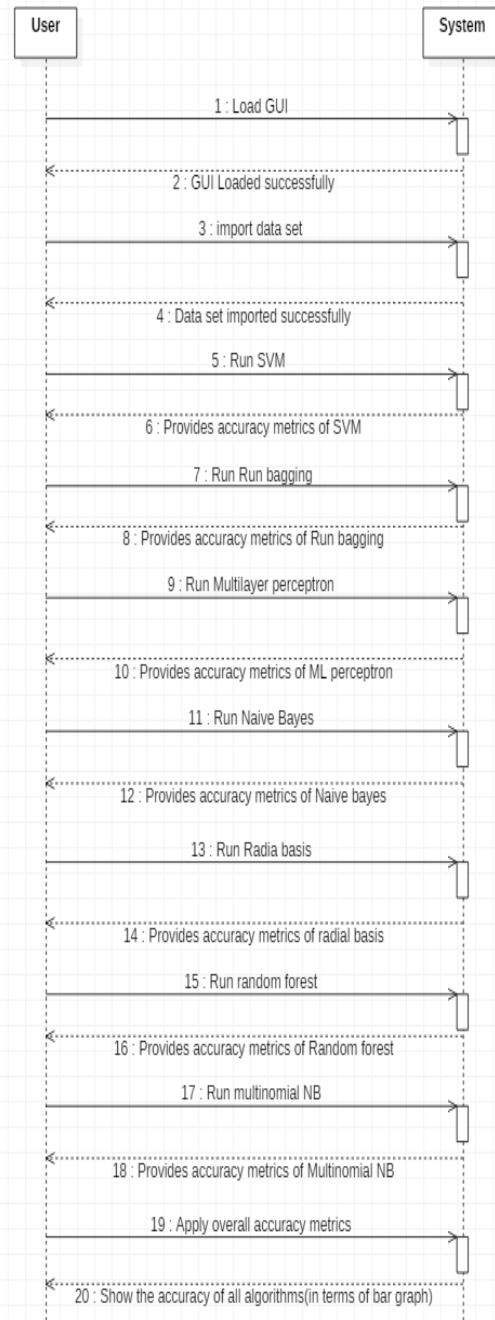 User
System
1 : Load GUI
2 : GUI Loaded successfully
3 : import data set
4 : Data set imported successfully
5 : Run SVM
6 : Provides accuracy metrics of SVM
7 : Run Run bagging
8 : Provides accuracy metrics of Run bagging
9 : Run Multilayer perceptron
10 : Provides accuracy metrics of ML perceptron
11 : Run Naive Bayes
12 : Provides accuracy metrics of Naive bayes
13 : Run Radia basis
14 : Provides accuracy metrics of radial basis
15 : Run random forest
16 : Provides accuracy metrics of Random forest
17 : Run multinomial NB
18 : Provides accuracy metrics of Multinomial NB
19 : Apply overall accuracy metrics
20 : Show the accuracy of all algorithms(in terms of bar graph)